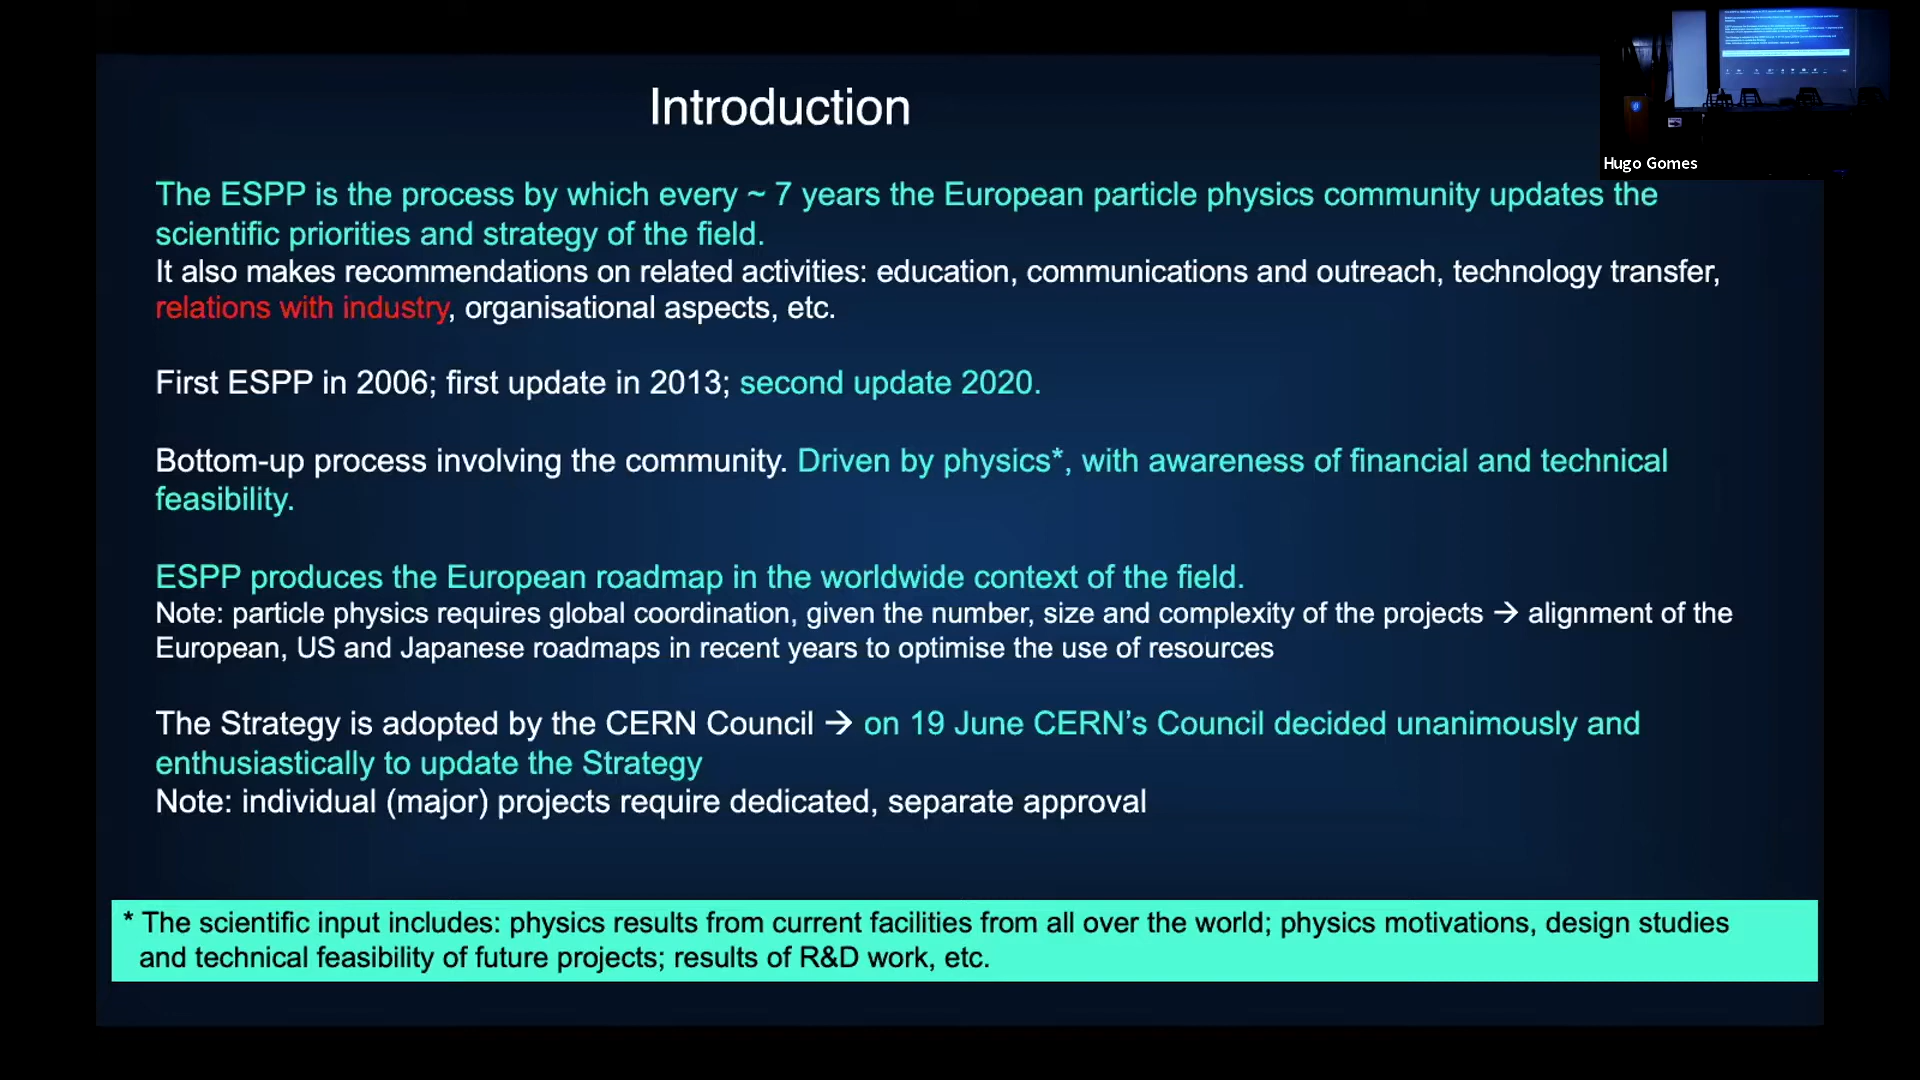 Introduction
Hugo Gomes
The ESPP is the process by which every ~ 7 years the European particle physics community updates the
scientific priorities and strategy of the field.
It also makes recommendations on related activities: education, communications and outreach, technology transfer,
relations with industry, organisational aspects, etc.
First ESPP in 2006; first update in 2013; second update 2020.
Bottom-up process involving the community. Driven by physics*, with awareness of financial and technical
feasibility.
ESPP produces the European roadmap in the worldwide context of the field.
Note: particle physics requires global coordination, given the number, size and complexity of the projects → alignment of the
European, US and Japanese roadmaps in recent years to optimise the use of resources
The Strategy is adopted by the CERN Council → on 19 June CERN’s Council decided unanimously and
enthusiastically to update the Strategy
Note: individual (major) projects require dedicated, separate approval
* The scientific input includes: physics results from current facilities from all over the world; physics motivations, design studies
and technical feasibility of future projects; results of R&D work, etc.